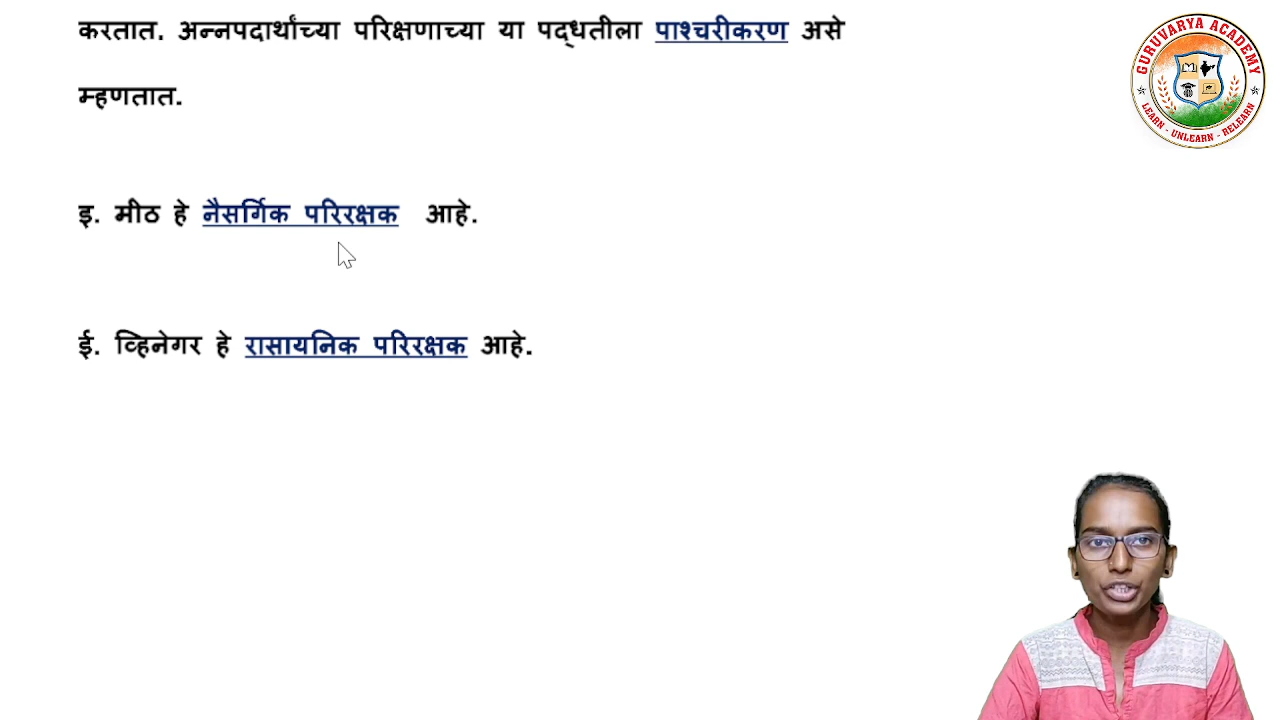 करतात. अन्नपदार्थांच्या परिक्षणाच्या या पद्धतीला पाश्चरीकरण असे
म्हणतात.
इ. मीठ हे नैसर्गिक परिरक्षक आहे.
ई. व्हिनेगर हे रासायनिक परिरक्षक आहे.
GURUVARYA ACADEMY
LEARN - UNLEARN - RELEARN